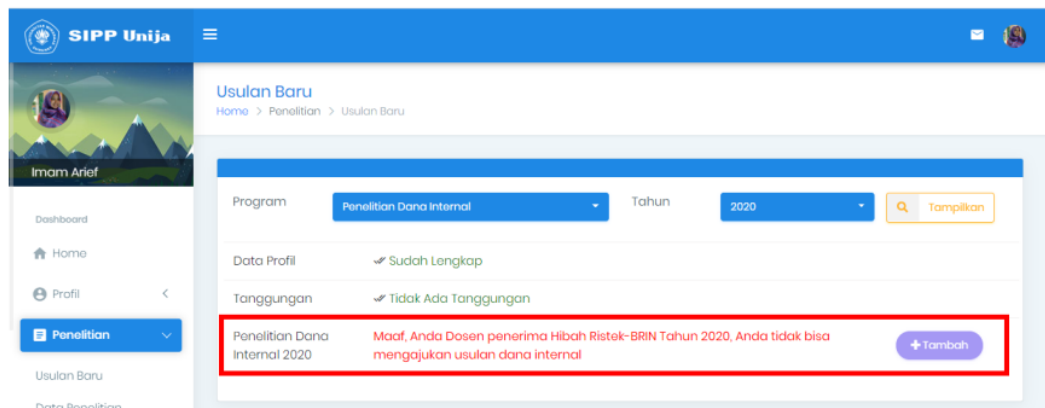 SIPP Unija
Imam Arief
Dashboard
Home
Profil
Penelitian
Usulan Baru
Data Penelitian
Usulan Baru
Home > Penelitian > Usulan Baru
Program Penelitian Dana Internal Tahun 2020 Tampilkan
Data Profil Sudah Lengkap
Tanggungan Tidak Ada Tanggungan
Penelitian Dana Internal 2020
Maaf, Anda Dosen penerima Hibah Ristek-BRIN Tahun 2020, Anda tidak bisa
mengajukan usulan dana internal
+ Tambah